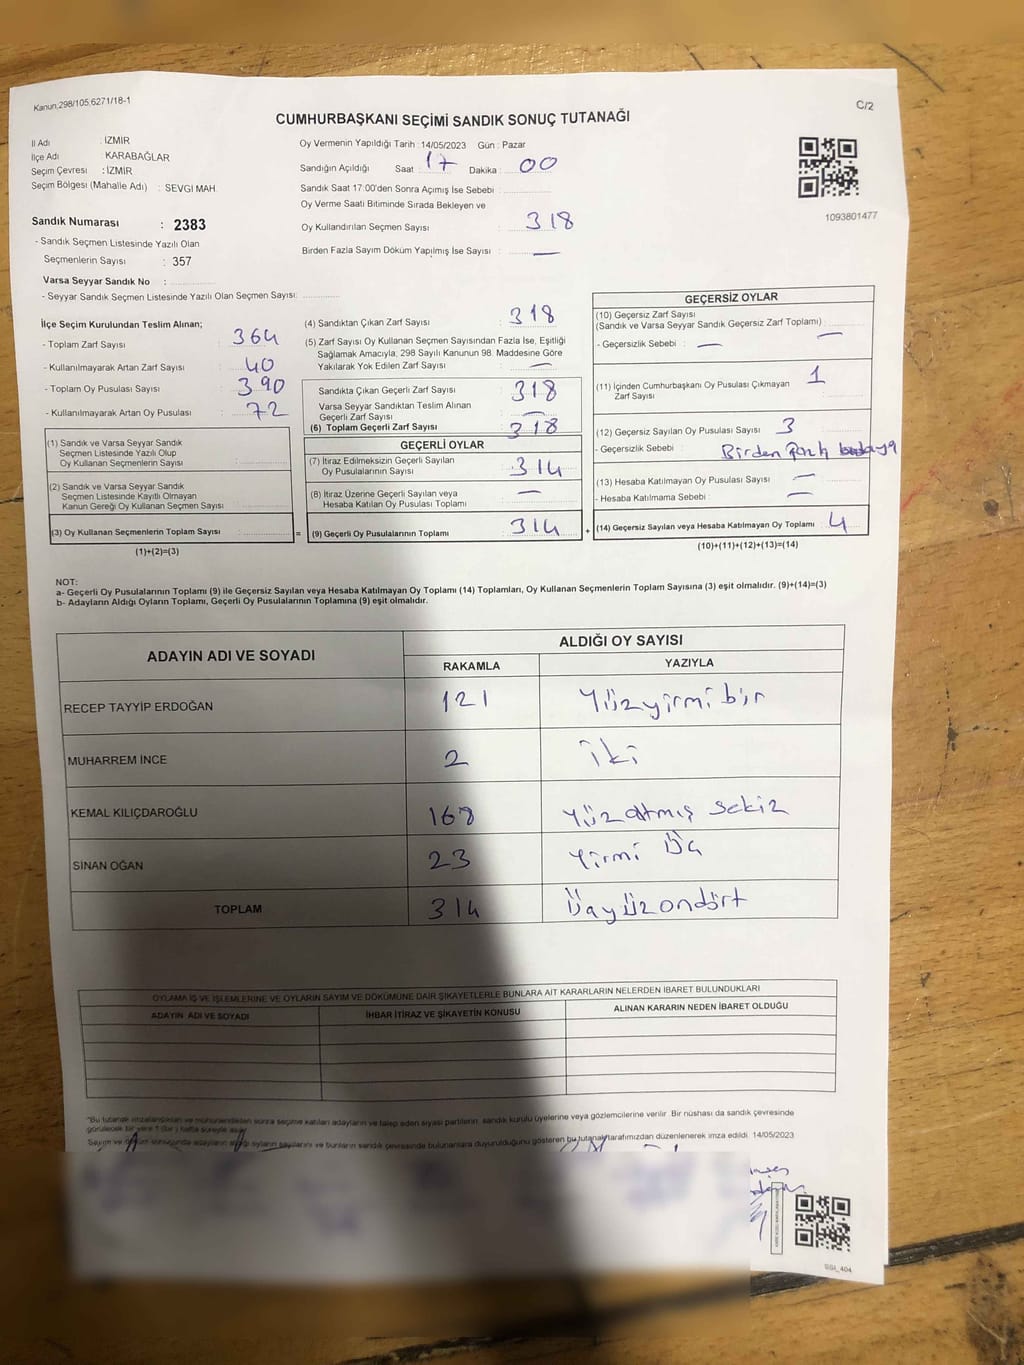 Kanun:298/105;6271/18-1
C/2
CUMHURBAŞKANI SEÇİMİ SANDIK SONUÇ TUTANAĞI
İl Adı : İZMİR
İlçe Adı KARABAĞLAR
Seçim Çevresi : İZMİR
Seçim Bölgesi (Mahalle Adı) : SEVGİ MAH.
Sandık Numarası : 2383
- Sandık Seçmen Listesinde Yazılı Olan
Seçmenlerin Sayısı : 357
Varsa Seyyar Sandık No :
- Seyyar Sandık Seçmen Listesinde Yazılı Olan Seçmen Sayısı:
Oy Vermenin Yapıldığı Tarih : 14/05/2023 Gün : Pazar
Sandığın Açıldığı Saat : 17 Dakika : 00
Sandık Saat 17:00'den Sonra Açımış İse Sebebi :
Oy Verme Saati Bitiminde Sırada Bekleyen ve
Oy Kullandırılan Seçmen Sayısı : 318
Birden Fazla Sayım Döküm Yapılmış İse Sayısı : —
1093801477
İlçe Seçim Kurulundan Teslim Alınan;
- Toplam Zarf Sayısı : 364
- Kullanılmayarak Artan Zarf Sayısı : 40
- Toplam Oy Pusulası Sayısı : 390
- Kullanılmayarak Artan Oy Pusulası : 72
(1) Sandık ve Varsa Seyyar Sandık
Seçmen Listesinde Yazılı Olup
Oy Kullanan Seçmenlerin Sayısı :
(2) Sandık ve Varsa Seyyar Sandık
Seçmen Listesinde Kayıtlı Olmayan
Kanun Gereği Oy Kullanan Seçmen Sayısı :
(3) Oy Kullanan Seçmenlerin Toplam Sayısı : =
(1)+(2)=(3)
(4) Sandıktan Çıkan Zarf Sayısı : 318
(5) Zarf Sayısı Oy Kullanan Seçmen Sayısından Fazla İse, Eşitliği
Sağlamak Amacıyla, 298 Sayılı Kanunun 98. Maddesine Göre
Yakılarak Yok Edilen Zarf Sayısı : —
Sandıkta Çıkan Geçerli Zarf Sayısı : 318
Varsa Seyyar Sandıktan Teslim Alınan
Geçerli Zarf Sayısı : —
(6) Toplam Geçerli Zarf Sayısı : 318
GEÇERLİ OYLAR
(7) İtiraz Edilmeksizin Geçerli Sayılan
Oy Pusulalarının Sayısı : 314
(8) İtiraz Üzerine Geçerli Sayılan veya
Hesaba Katılan Oy Pusulası Toplamı : —
(9) Geçerli Oy Pusulalarının Toplamı : 314 +
GEÇERSİZ OYLAR
(10) Geçersiz Zarf Sayısı
(Sandık ve Varsa Seyyar Sandık Geçersiz Zarf Toplamı) : —
- Geçersizlik Sebebi : —
(11) İçinden Cumhurbaşkanı Oy Pusulası Çıkmayan
Zarf Sayısı : 1
(12) Geçersiz Sayılan Oy Pusulası Sayısı : 3
- Geçersizlik Sebebi : Birden
(13) Hesaba Katılmayan Oy Pusulası Sayısı : —
- Hesaba Katılmama Sebebi : —
(14) Geçersiz Sayılan veya Hesaba Katılmayan Oy Toplamı : 4
(10)+(11)+(12)+(13)=(14)
NOT:
a- Geçerli Oy Pusulalarının Toplamı (9) ile Geçersiz Sayılan veya Hesaba Katılmayan Oy Toplamı (14) Toplamları, Oy Kullanan Seçmenlerin Toplam Sayısına (3) eşit olmalıdır. (9)+(14)=(3)
b- Adayların Aldığı Oyların Toplamı, Geçerli Oy Pusulalarının Toplamına (9) eşit olmalıdır.
ADAYIN ADI VE SOYADI ALDIĞI OY SAYISI
RAKAMLA YAZIYLA
RECEP TAYYİP ERDOĞAN 121 Yüzyirmi bir
MUHARREM İNCE 2 iki
KEMAL KILIÇDAROĞLU 168 Yüz atmış sekiz
SİNAN OĞAN 23 Yirmi Üç
TOPLAM 314 Üçyüzondört
OYLAMA İŞ VE İŞLEMLERİNE VE OYLARIN SAYIM VE DÖKÜMÜNE DAİR ŞİKAYETLERLE BUNLARA AİT KARARLARIN NELERDEN İBARET BULUNDUKLARI
ADAYIN ADI VE SOYADI İHBAR İTİRAZ VE ŞİKAYETİN KONUSU ALINAN KARARIN NEDEN İBARET OLDUĞU
"Bu tutanak imzalandıktan ve mühürlendikten sonra seçime katılan adayların ve talep eden siyasi partilerin sandık kurulu üyelerine veya gözlemcilerine verilir. Bir nüshası da sandık çevresinde
görülecek bir yere 1 (bir) hafta süreyle asılır."
Sayım ve döküm sonucunda adayların aldığı oyların sayılarını ve bunların sandık çevresinde bulunanlara duyurulduğunu gösteren bu tutanak tarafımızdan düzenlenerek imza edildi. 14/05/2023
SSI_404